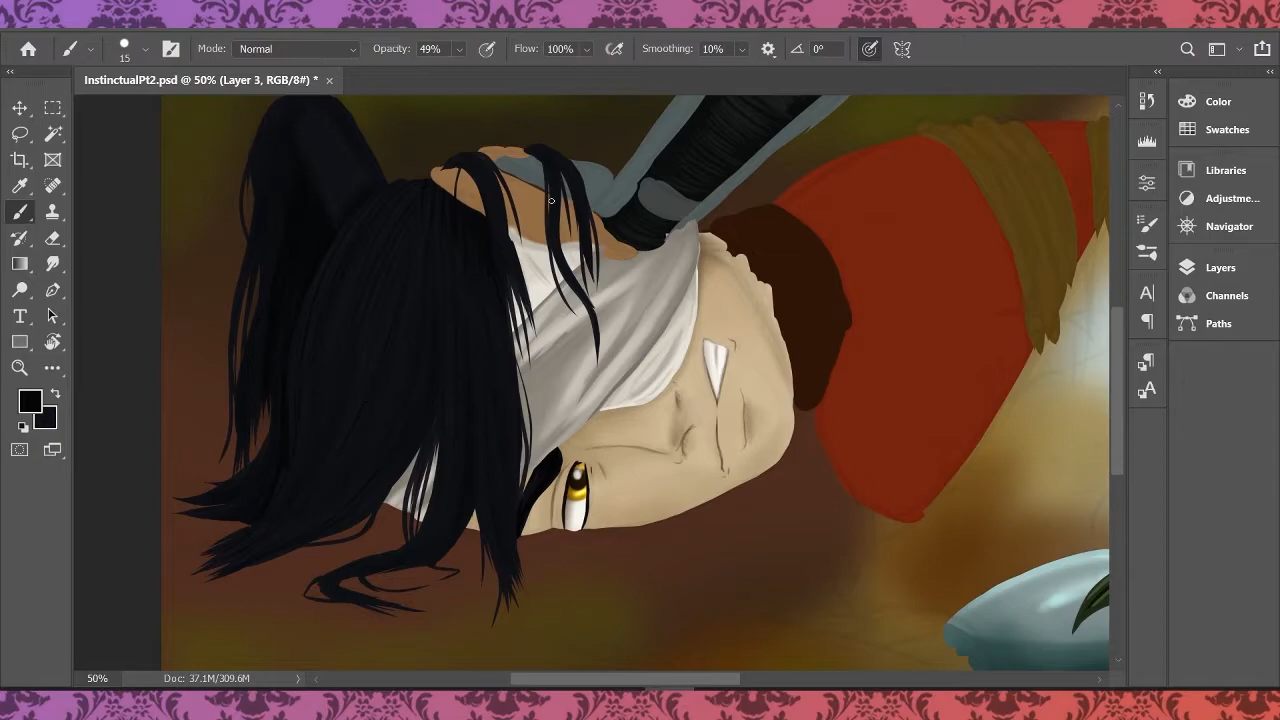 15 Mode: Normal Opacity: 49% Flow: 100% Smoothing: 10% 0°
InstinctualPt2.psd @ 50% (Layer 3, RGB/8#) * ×
Color
Swatches
Libraries
Adjustme...
Navigator
Layers
Channels
Paths
50% Doc: 37.1M/309.6M